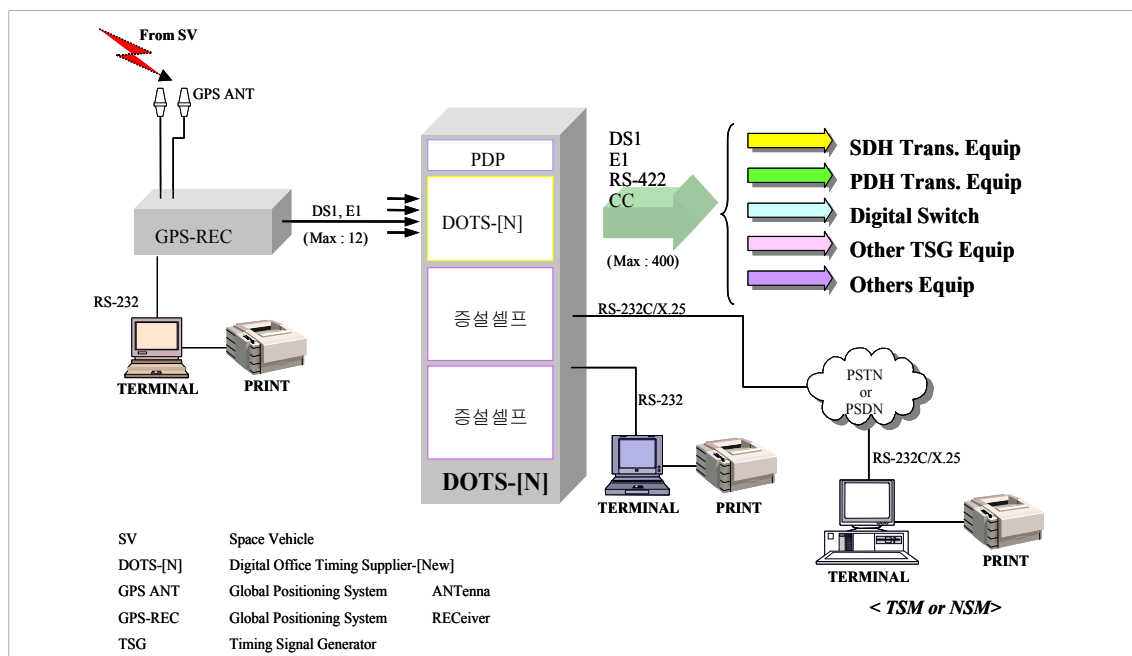 From SV
GPS ANT
GPS-REC
DS1, E1
(Max : 12)
RS-232
TERMINAL
PRINT
PDP
DOTS-[N]
증설셀프
증설셀프
DOTS-[N]
DS1
E1
RS-422
CC
(Max : 400)
SDH Trans. Equip
PDH Trans. Equip
Digital Switch
Other TSG Equip
Others Equip
RS-232C/X.25
RS-232
TERMINAL
PRINT
PSTN
or
PSDN
RS-232C/X.25
TERMINAL
PRINT
< TSM or NSM>
SV Space Vehicle
DOTS-[N] Digital Office Timing Supplier-[New]
GPS ANT Global Positioning System ANTenna
GPS-REC Global Positioning System RECeiver
TSG Timing Signal Generator